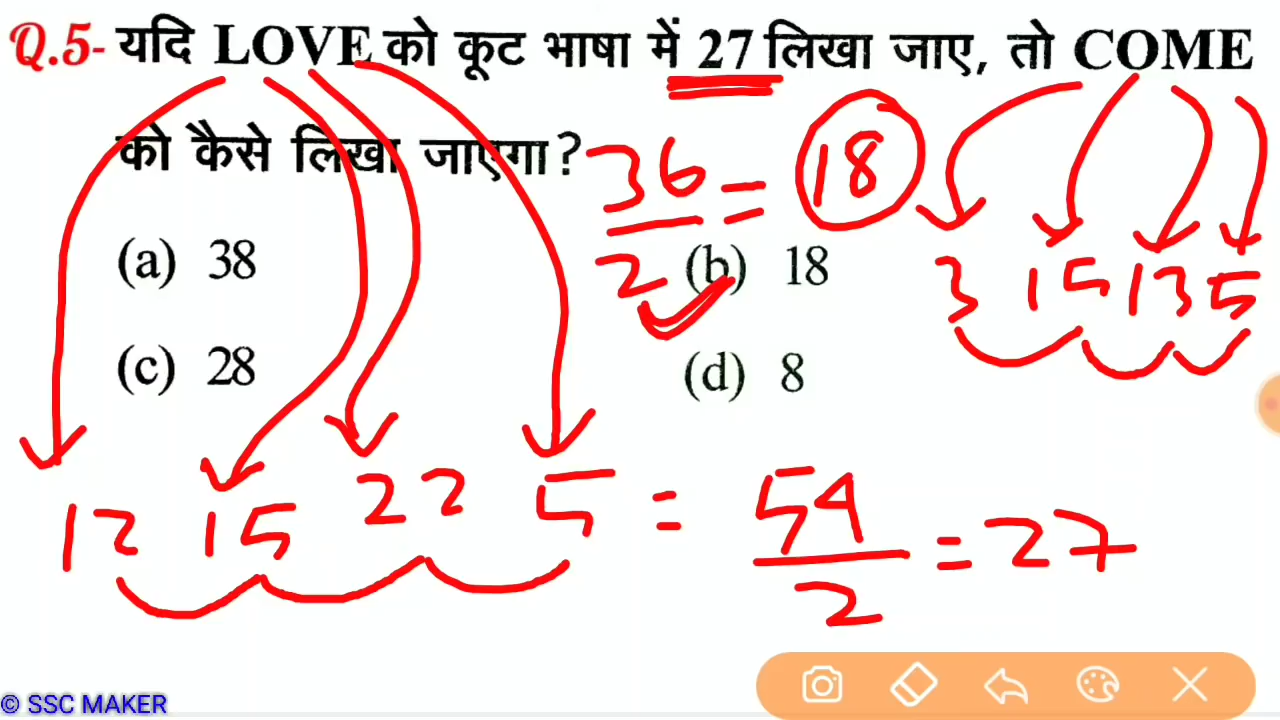 Q.5- यदि LOVE को कूट भाषा में 27 लिखा जाए, तो COME
को कैसे लिखा जाएगा?
36/2 = 18
(a) 38 (b) 18
3 15 13 5
(c) 28 (d) 8
12 15 22 5 = 54/2 = 27
© SSC MAKER